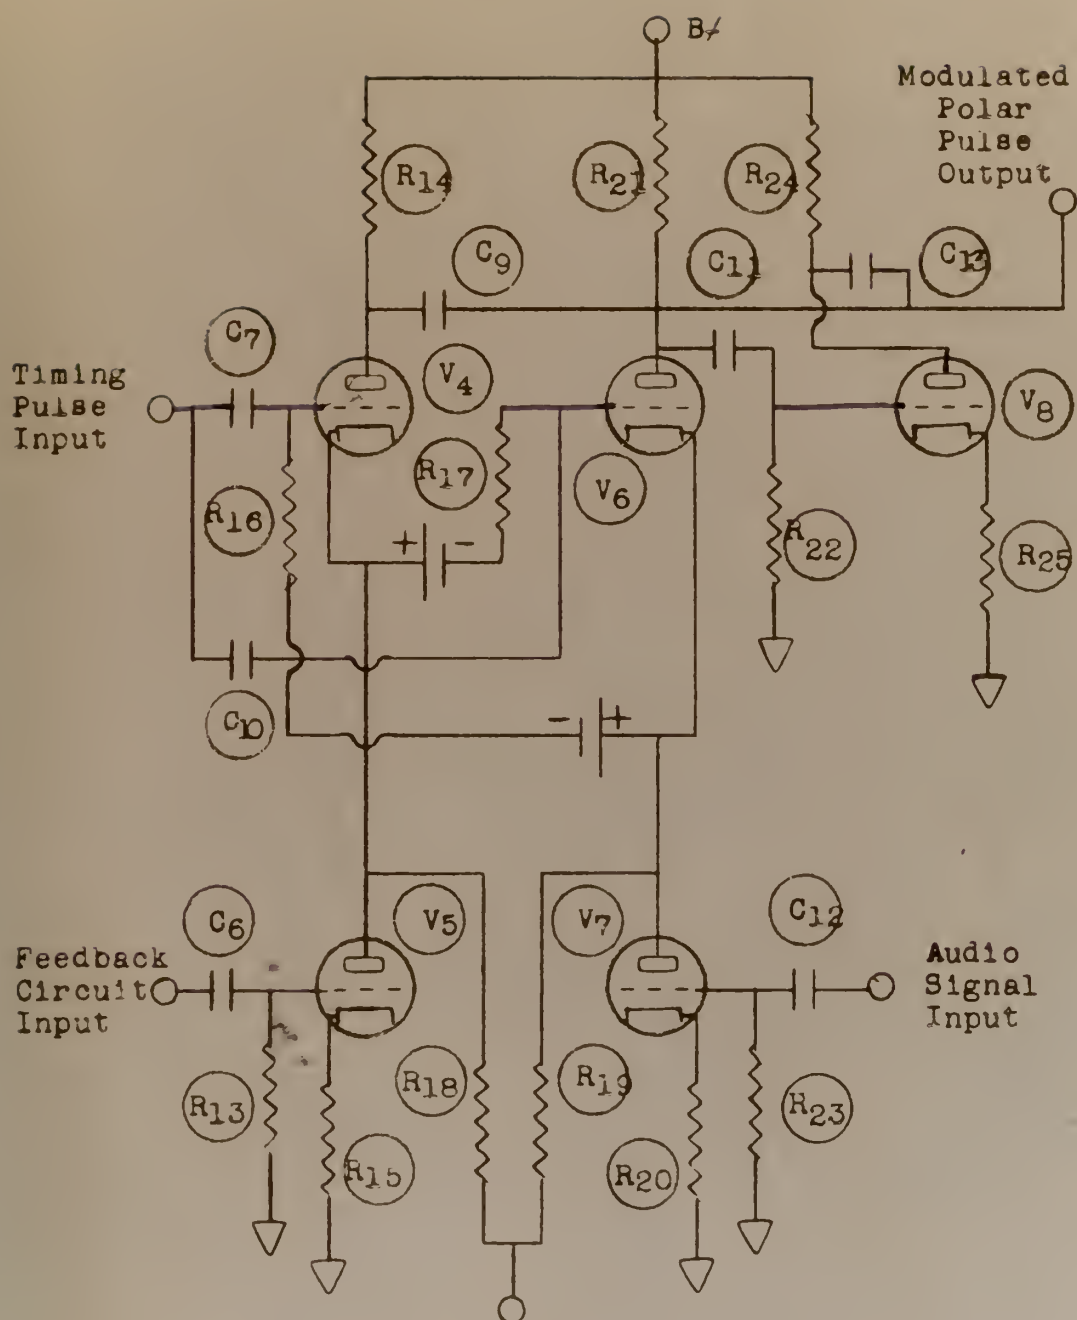 B+
Modulated
Polar
Pulse
Output
R14
R21
R24
C9
C11
C13
C7
V4
V8
Timing
Pulse
Input
R17
V6
R16
+
-
R22
R25
C10
-
+
C6
V5
V7
C12
Feedback
Circuit
Input
Audio
Signal
Input
R13
R18
R19
R23
R15
R20